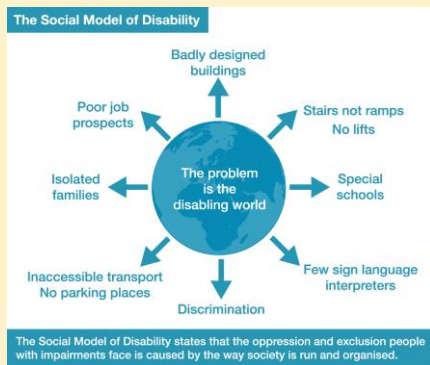 The Social Model of Disability
Badly designed
buildings
Poor job
prospects
Stairs not ramps
No lifts
Isolated
families
The problem
is the
disabling world
Special
schools
Inaccessible transport
No parking places
Few sign language
interpreters
Discrimination
The Social Model of Disability states that the oppression and exclusion people
with impairments face is caused by the way society is run and organised.